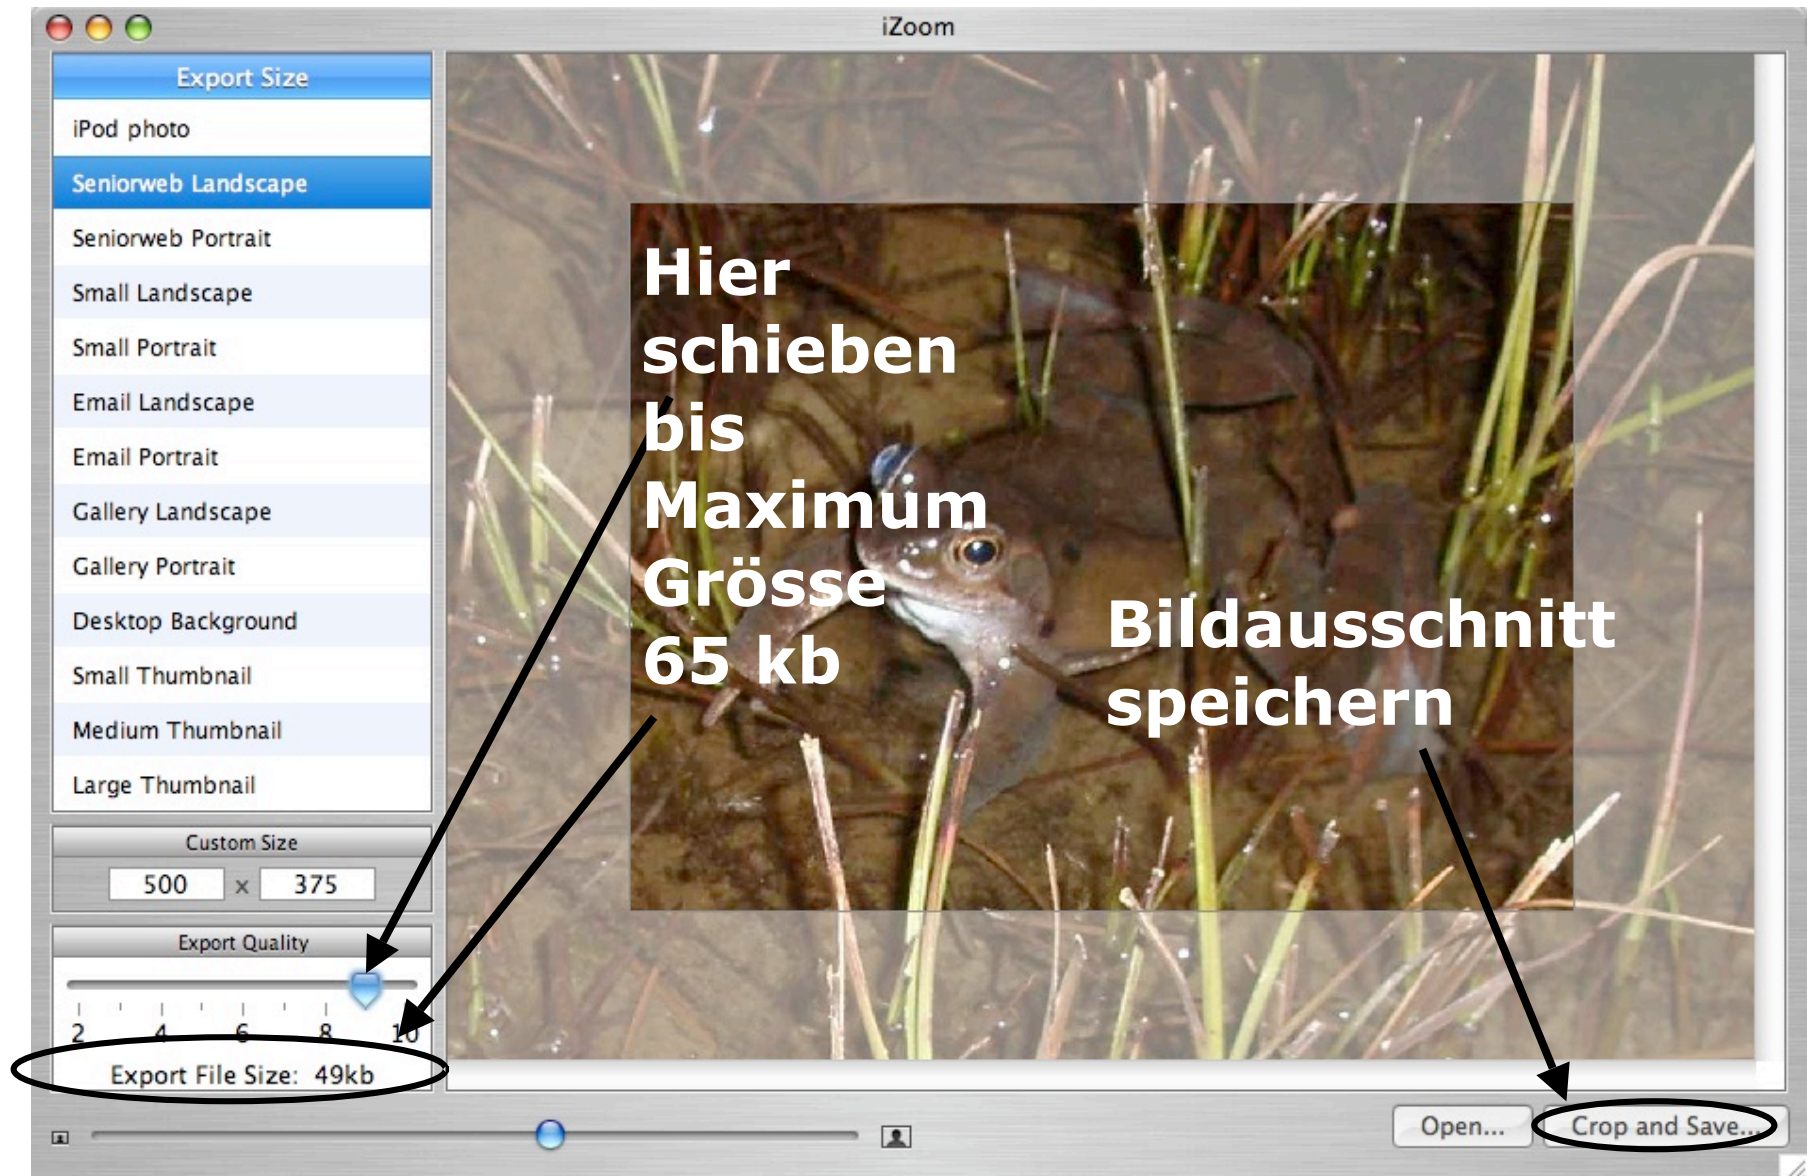 iZoom
Export Size
iPod photo
Seniorweb Landscape
Seniorweb Portrait
Small Landscape
Small Portrait
Email Landscape
Email Portrait
Gallery Landscape
Gallery Portrait
Desktop Background
Small Thumbnail
Medium Thumbnail
Large Thumbnail
Custom Size
500 x 375
Export Quality
2 4 6 8 10
Export File Size: 49kb
Hier
schieben
bis
Maximum
Grösse
65 kb
Bildausschnitt
speichern
Open...
Crop and Save...